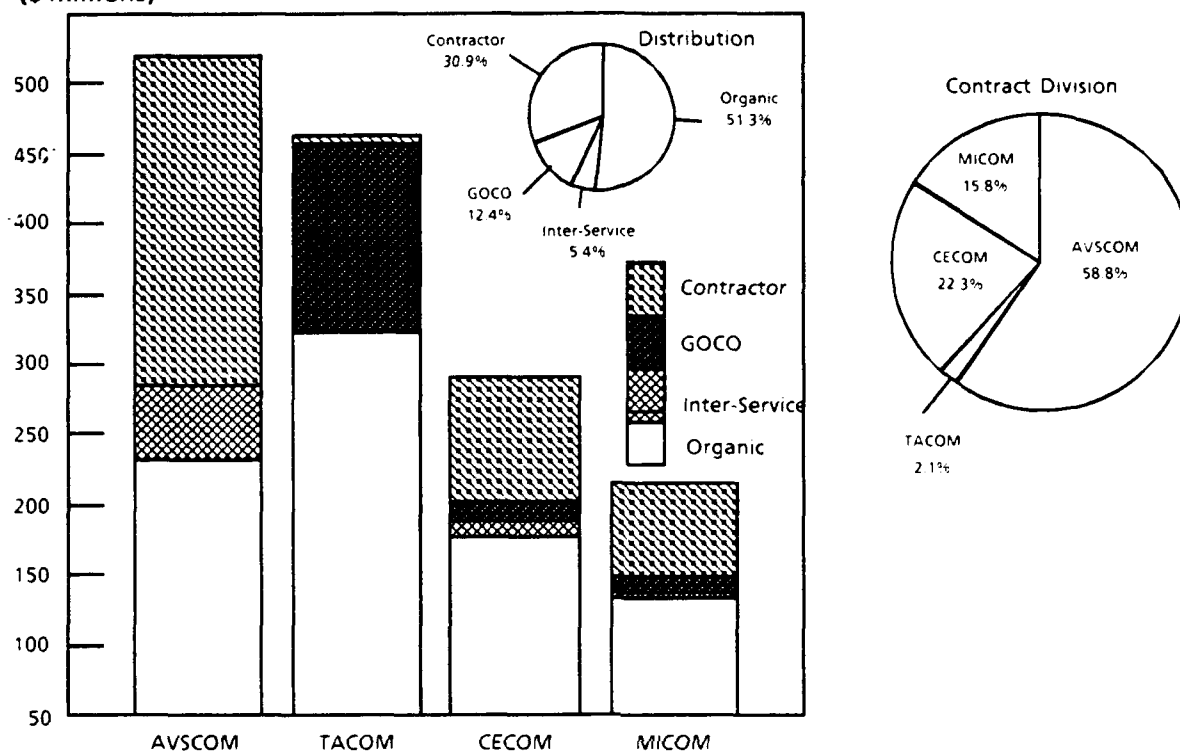 ($ millions)
500
450
400
350
300
250
200
150
100
50
AVSCOM
TACOM
CECOM
MICOM
Distribution
Contractor
30.9%
Organic
51.3%
GOCO
12.4%
Inter-Service
5.4%
Contractor
GOCO
Inter-Service
Organic
Contract Division
MICOM
15.8%
AVSCOM
58.8%
CECOM
22.3%
TACOM
2.1%